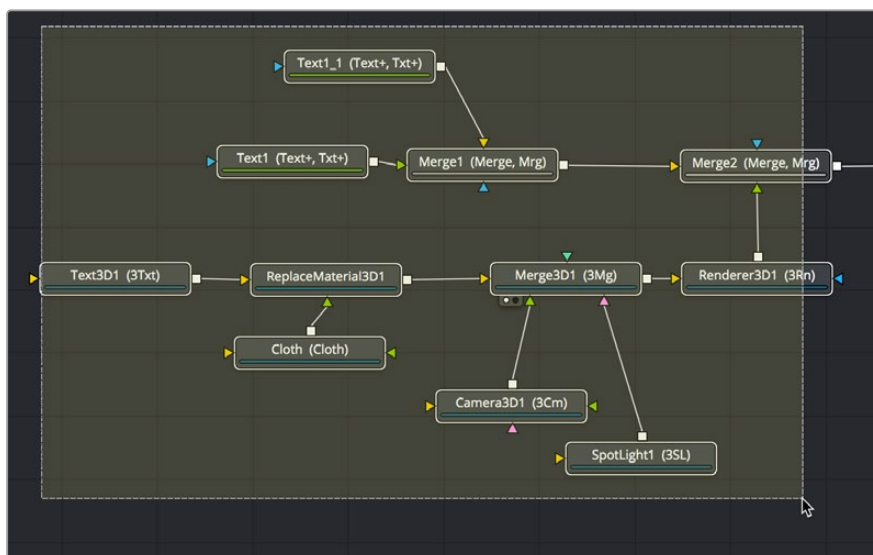 Text1_1 (Text+, Txt+)
Text1 (Text+, Txt+)
Merge1 (Merge, Mrg)
Merge2 (Merge, Mrg)
Text3D1 (3Txt)
ReplaceMaterial3D1
Merge3D1 (3Mg)
Renderer3D1 (3Rn)
Cloth (Cloth)
Camera3D1 (3Cm)
SpotLight1 (3SL)